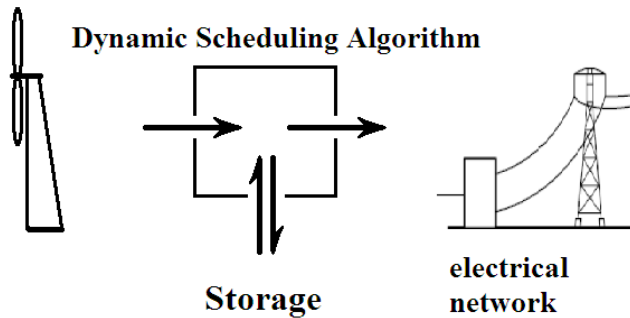 Dynamic Scheduling Algorithm
Storage
electrical
network